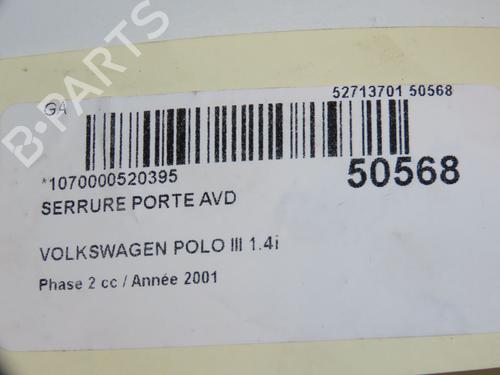 52713701 50568
GA
B-PARTS
*1070000520395
50568
SERRURE PORTE AVD
VOLKSWAGEN POLO III 1.4i
Phase 2 cc / Année 2001